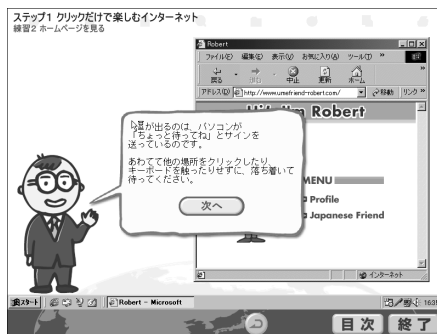 ステップ1 クリックだけで楽しむインターネット
練習2 ホームページを見る
Robert
ファイル(F) 編集(E) 表示(V) お気に入り(A) ツール(T) »
戻る 進む 中止 更新 ホーム »
アドレス(D) http://www.umefriend-robert.com/ 移動 リンク »
Robert
が出るのは、パソコンが
「ちょっと待ってね」とサインを
送っているのです。
あわてて他の場所をクリックしたり、
キーボードを触ったりせずに、落ち着いて
待ってください。
次へ
MENU
Profile
Japanese Friend
インターネット
スタート Robert - Microsoft
目次 終了